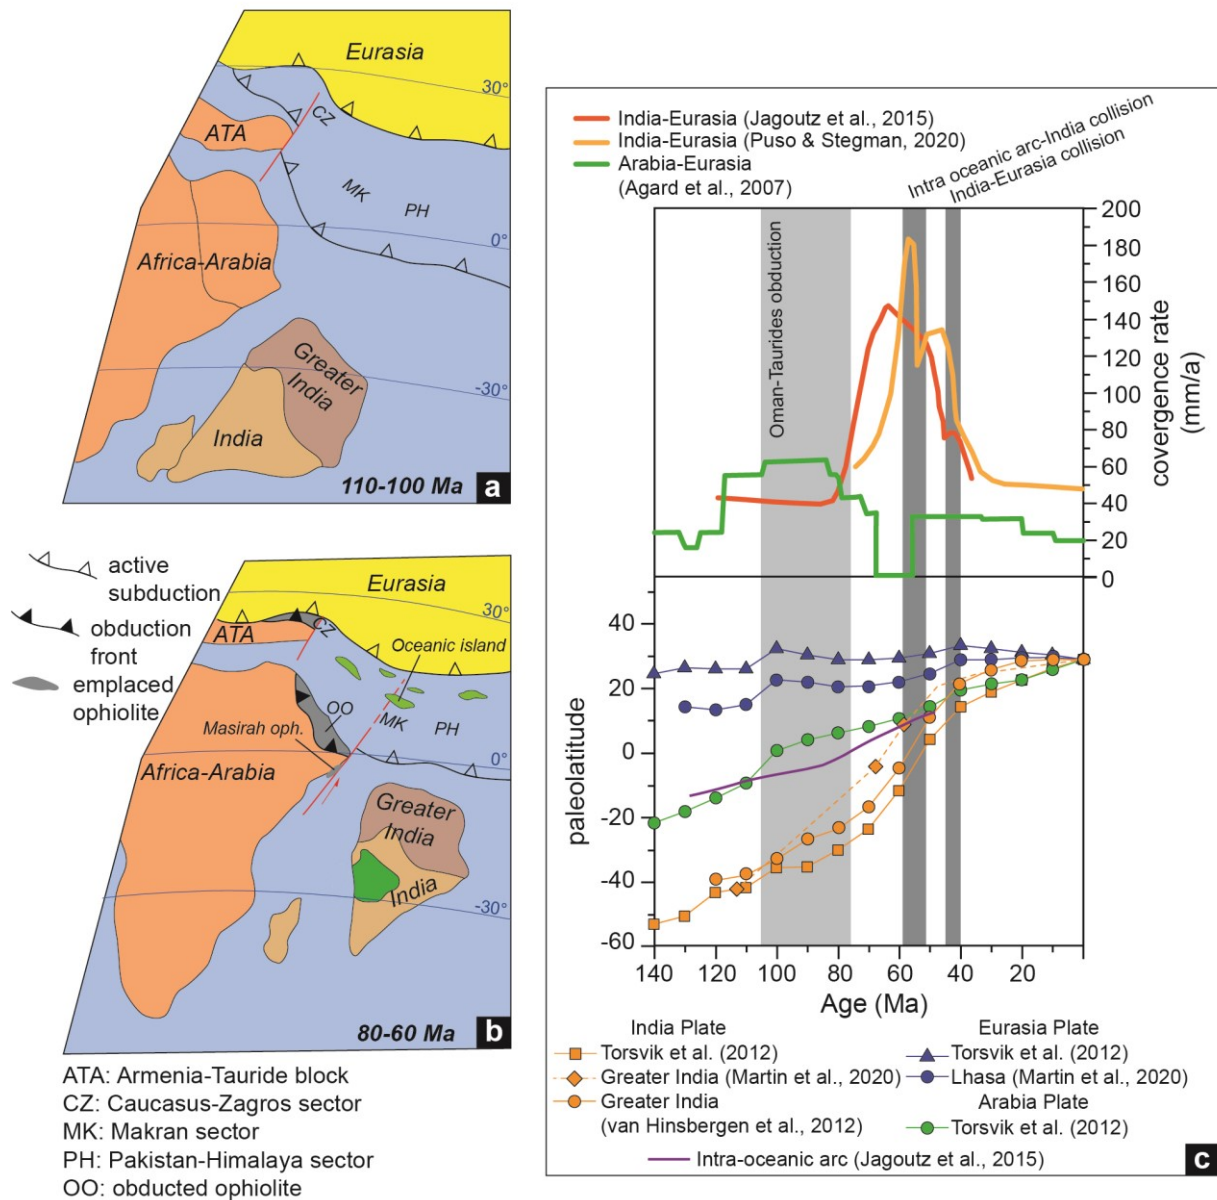 Eurasia
30°
CZ
ATA
MK
PH
0°
Africa-Arabia
Greater
India
-30°
India
110-100 Ma
a
active
subduction
obduction
front
emplaced
ophiolite
Eurasia
30°
CZ
ATA
Oceanic island
OO
MK
PH
Masirah oph.
0°
Africa-Arabia
Greater
India
India
-30°
80-60 Ma
b
ATA: Armenia-Tauride block
CZ: Caucasus-Zagros sector
MK: Makran sector
PH: Pakistan-Himalaya sector
OO: obducted ophiolite
India-Eurasia (Jagoutz et al., 2015)
India-Eurasia (Puso & Stegman, 2020)
Arabia-Eurasia
(Agard et al., 2007)
Intra oceanic arc-India collision
India-Eurasia collision
Oman-Taurides obduction
200
180
160
140
120
100
80
60
40
20
0
covergence rate
(mm/a)
40
20
0
-20
-40
-60
paleolatitude
140 120 100 80 60 40 20
Age (Ma)
India Plate
Torsvik et al. (2012)
Greater India (Martin et al., 2020)
Greater India
(van Hinsbergen et al., 2012)
Eurasia Plate
Torsvik et al. (2012)
Lhasa (Martin et al., 2020)
Arabia Plate
Torsvik et al. (2012)
Intra-oceanic arc (Jagoutz et al., 2015)
c